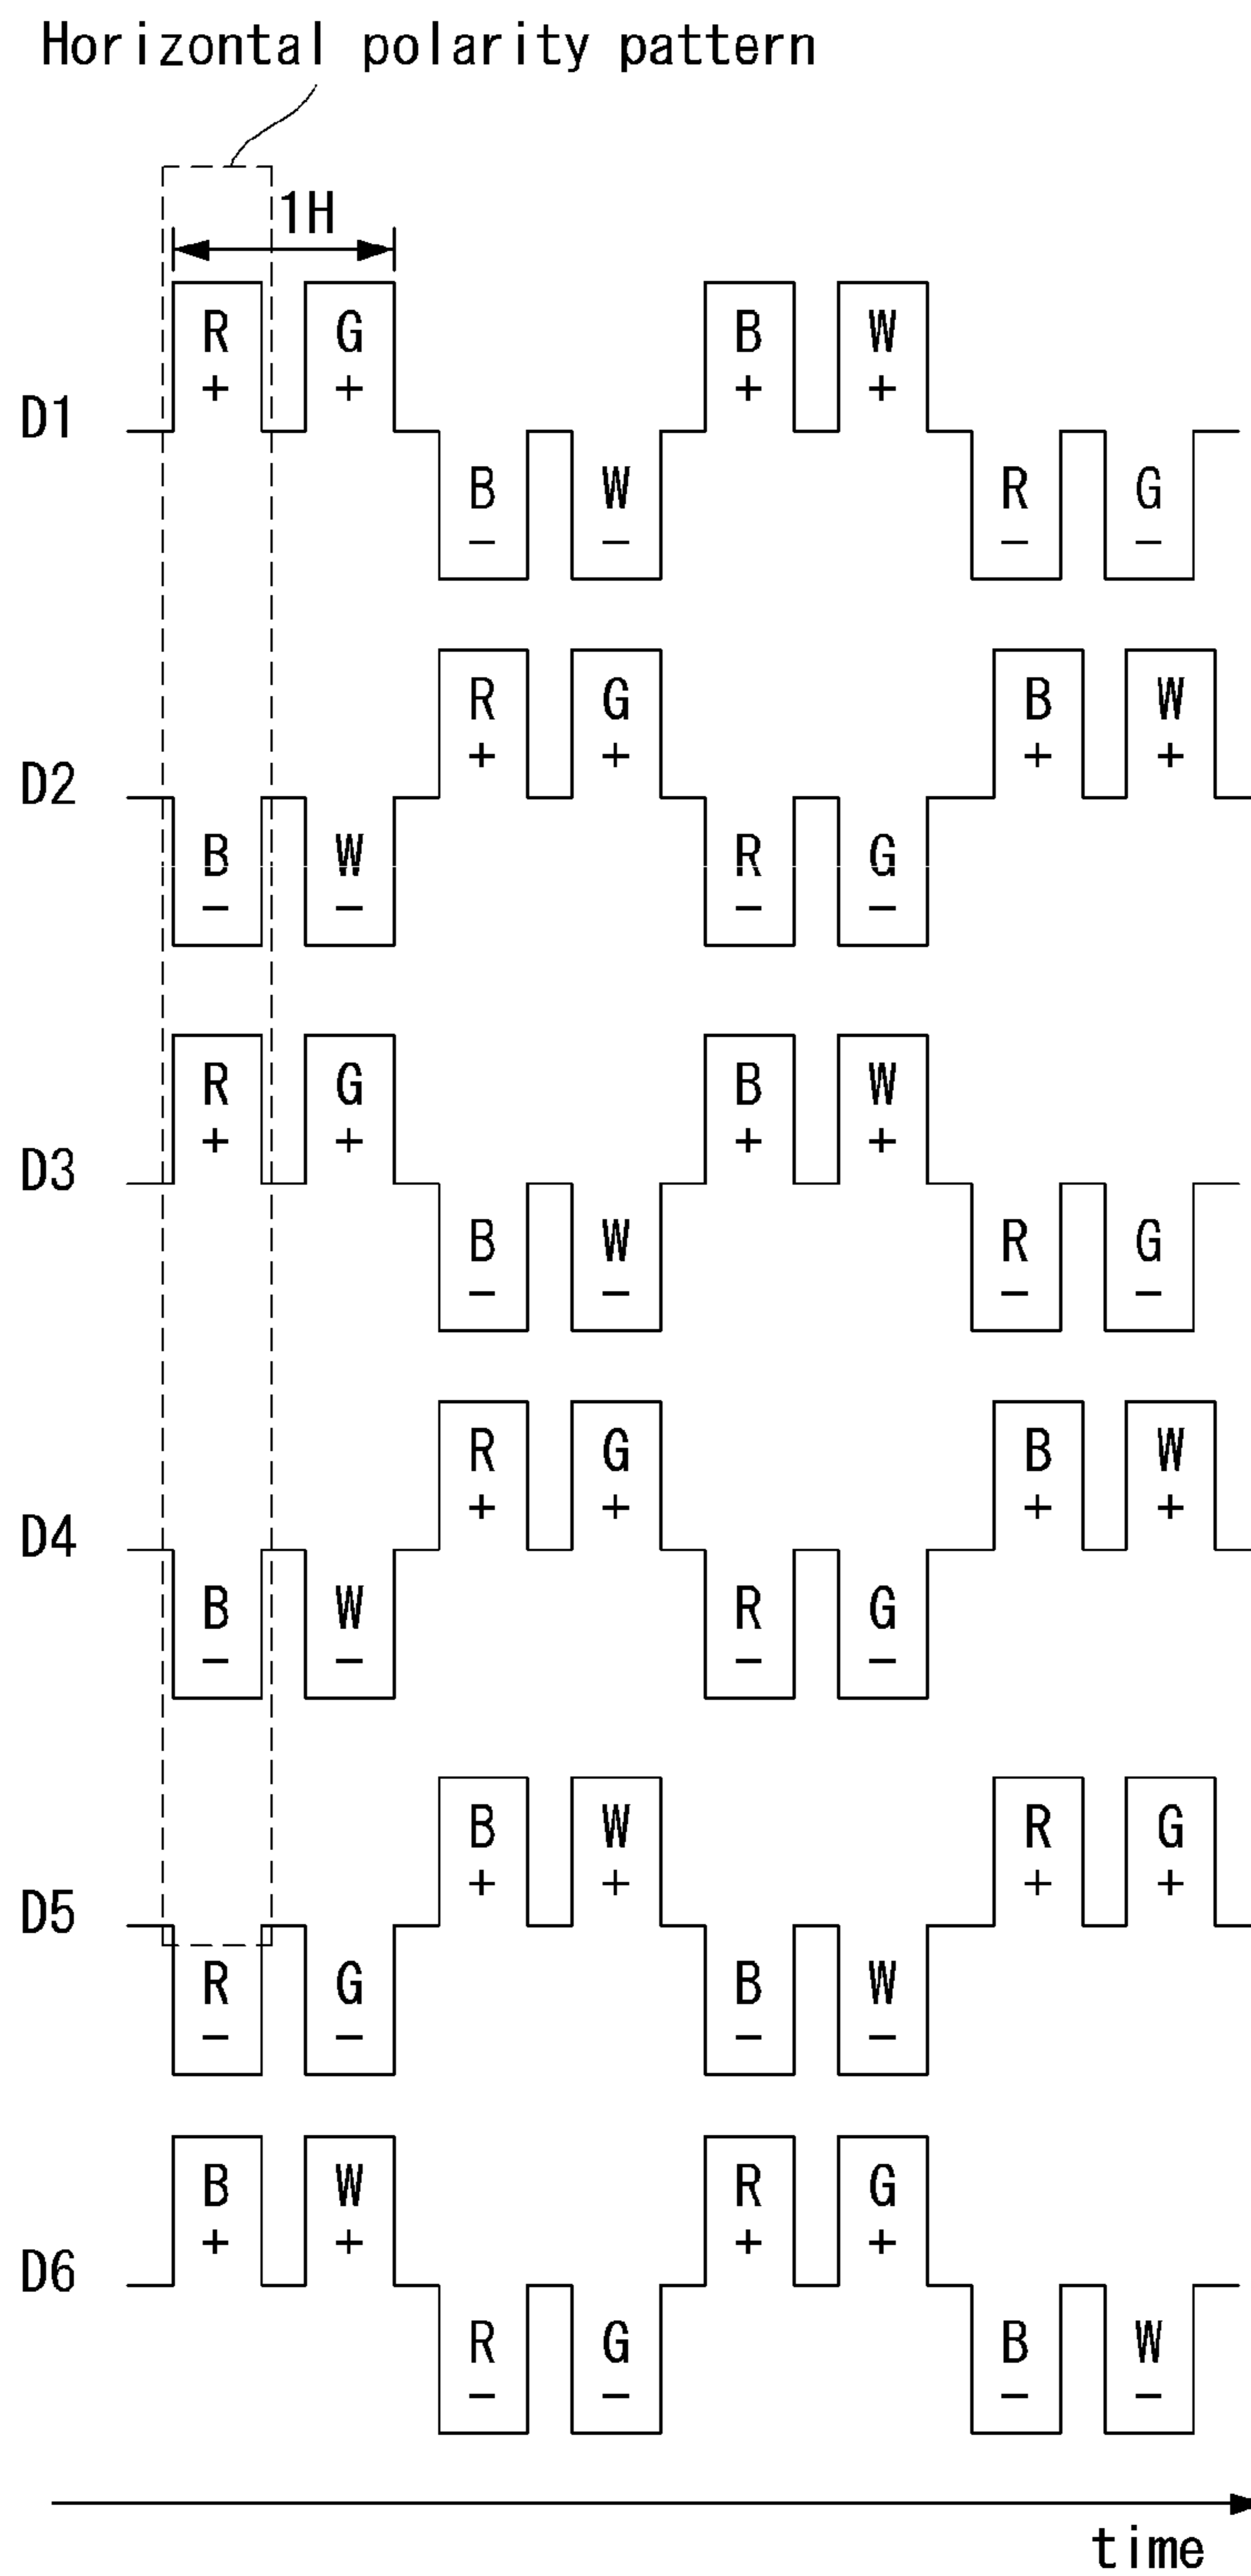 Horizontal polarity pattern
1H
R G B W
+ + + +
D1
B W R G
− − − −
R G B W
+ + + +
D2
B W R G
− − − −
R G B W
+ + + +
D3
B W R G
− − − −
R G B W
+ + + +
D4
B W R G
− − − −
B W R G
+ + + +
D5
R G B W
− − − −
B W R G
+ + + +
D6
R G B W
− − − −
time